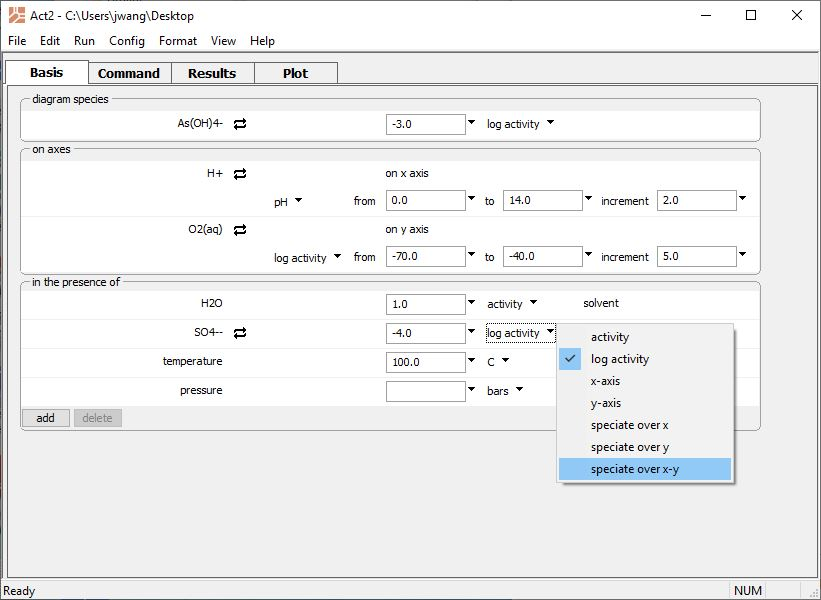 Act2 - C:\Users\jwang\Desktop
File Edit Run Config Format View Help
Basis Command Results Plot
diagram species
As(OH)4- -3.0 log activity
on axes
H+ on x axis
pH from 0.0 to 14.0 increment 2.0
O2(aq) on y axis
log activity from -70.0 to -40.0 increment 5.0
in the presence of
H2O 1.0 activity solvent
SO4-- -4.0 log activity
temperature 100.0 C
pressure bars
add delete
activity
log activity
x-axis
y-axis
speciate over x
speciate over y
speciate over x-y
Ready NUM